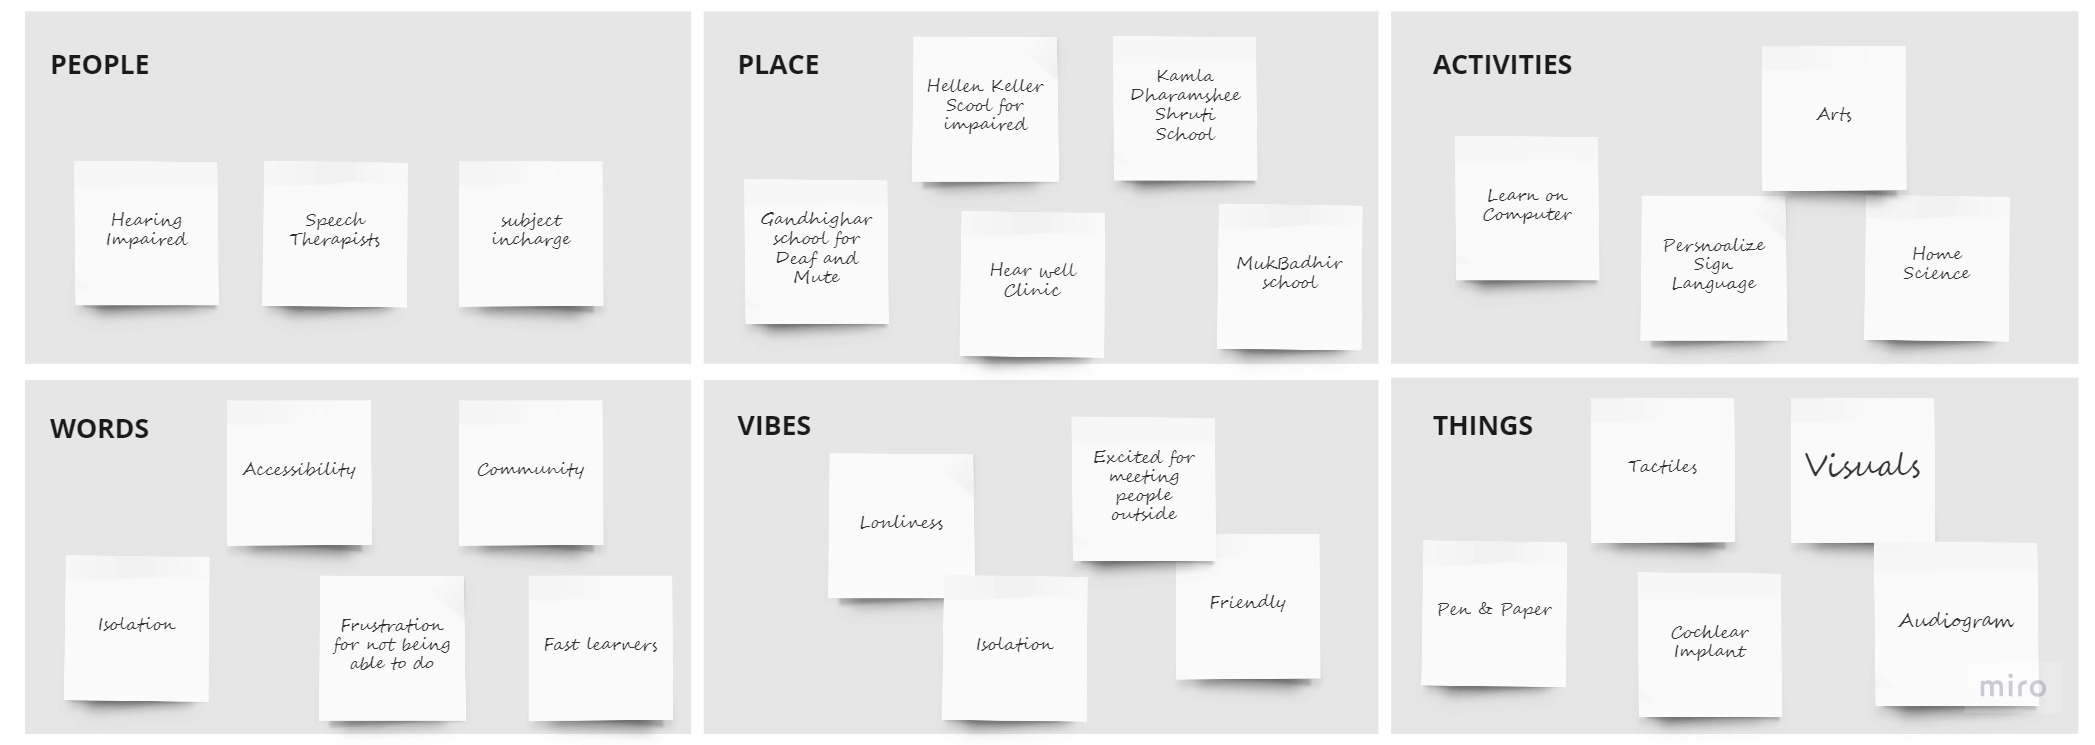 PEOPLE
Hearing
Impaired
Speech
Therapists
subject
incharge
PLACE
Hellen Keller
Scool for
impaired
Kamla
Dharamshee
Shruti
School
Gandhighar
school for
Deaf and
Mute
Hear well
Clinic
MukBadhir
school
ACTIVITIES
Arts
Learn on
Computer
Persnoalize
Sign
Language
Home
Science
WORDS
Accessibility
Community
Isolation
Frustration
for not being
able to do
Fast learners
VIBES
Excited for
meeting
people
outside
Lonliness
Friendly
Isolation
THINGS
Tactiles
Visuals
Pen & Paper
Cochlear
Implant
Audiogram
miro